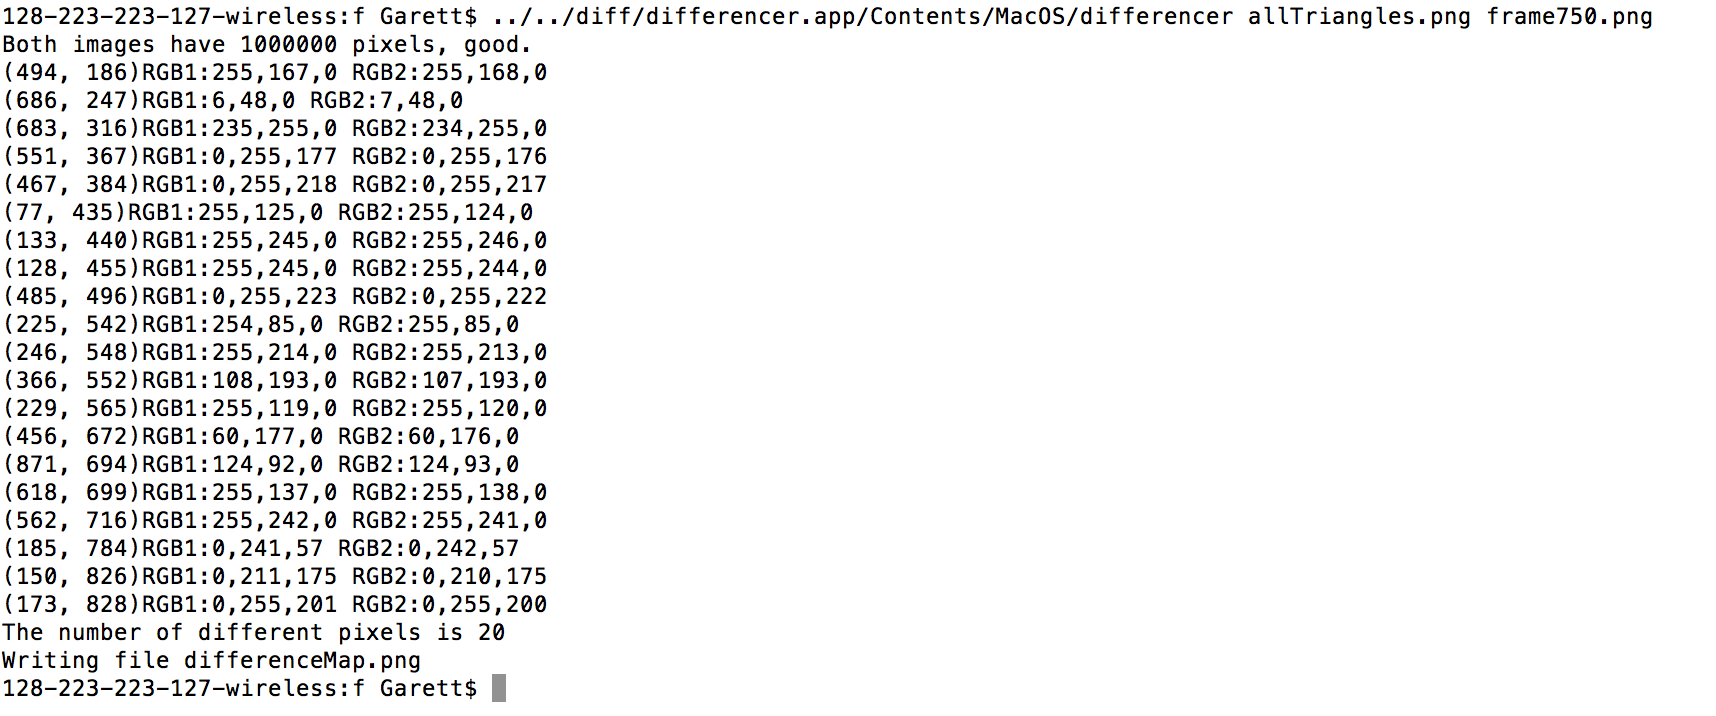 128-223-223-127-wireless:f Garett$ ../../diff/differencer.app/Contents/MacOS/differencer allTriangles.png frame750.png
Both images have 1000000 pixels, good.
(494, 186)RGB1:255,167,0 RGB2:255,168,0
(686, 247)RGB1:6,48,0 RGB2:7,48,0
(683, 316)RGB1:235,255,0 RGB2:234,255,0
(551, 367)RGB1:0,255,177 RGB2:0,255,176
(467, 384)RGB1:0,255,218 RGB2:0,255,217
(77, 435)RGB1:255,125,0 RGB2:255,124,0
(133, 440)RGB1:255,245,0 RGB2:255,246,0
(128, 455)RGB1:255,245,0 RGB2:255,244,0
(485, 496)RGB1:0,255,223 RGB2:0,255,222
(225, 542)RGB1:254,85,0 RGB2:255,85,0
(246, 548)RGB1:255,214,0 RGB2:255,213,0
(366, 552)RGB1:108,193,0 RGB2:107,193,0
(229, 565)RGB1:255,119,0 RGB2:255,120,0
(456, 672)RGB1:60,177,0 RGB2:60,176,0
(871, 694)RGB1:124,92,0 RGB2:124,93,0
(618, 699)RGB1:255,137,0 RGB2:255,138,0
(562, 716)RGB1:255,242,0 RGB2:255,241,0
(185, 784)RGB1:0,241,57 RGB2:0,242,57
(150, 826)RGB1:0,211,175 RGB2:0,210,175
(173, 828)RGB1:0,255,201 RGB2:0,255,200
The number of different pixels is 20
Writing file differenceMap.png
128-223-223-127-wireless:f Garett$